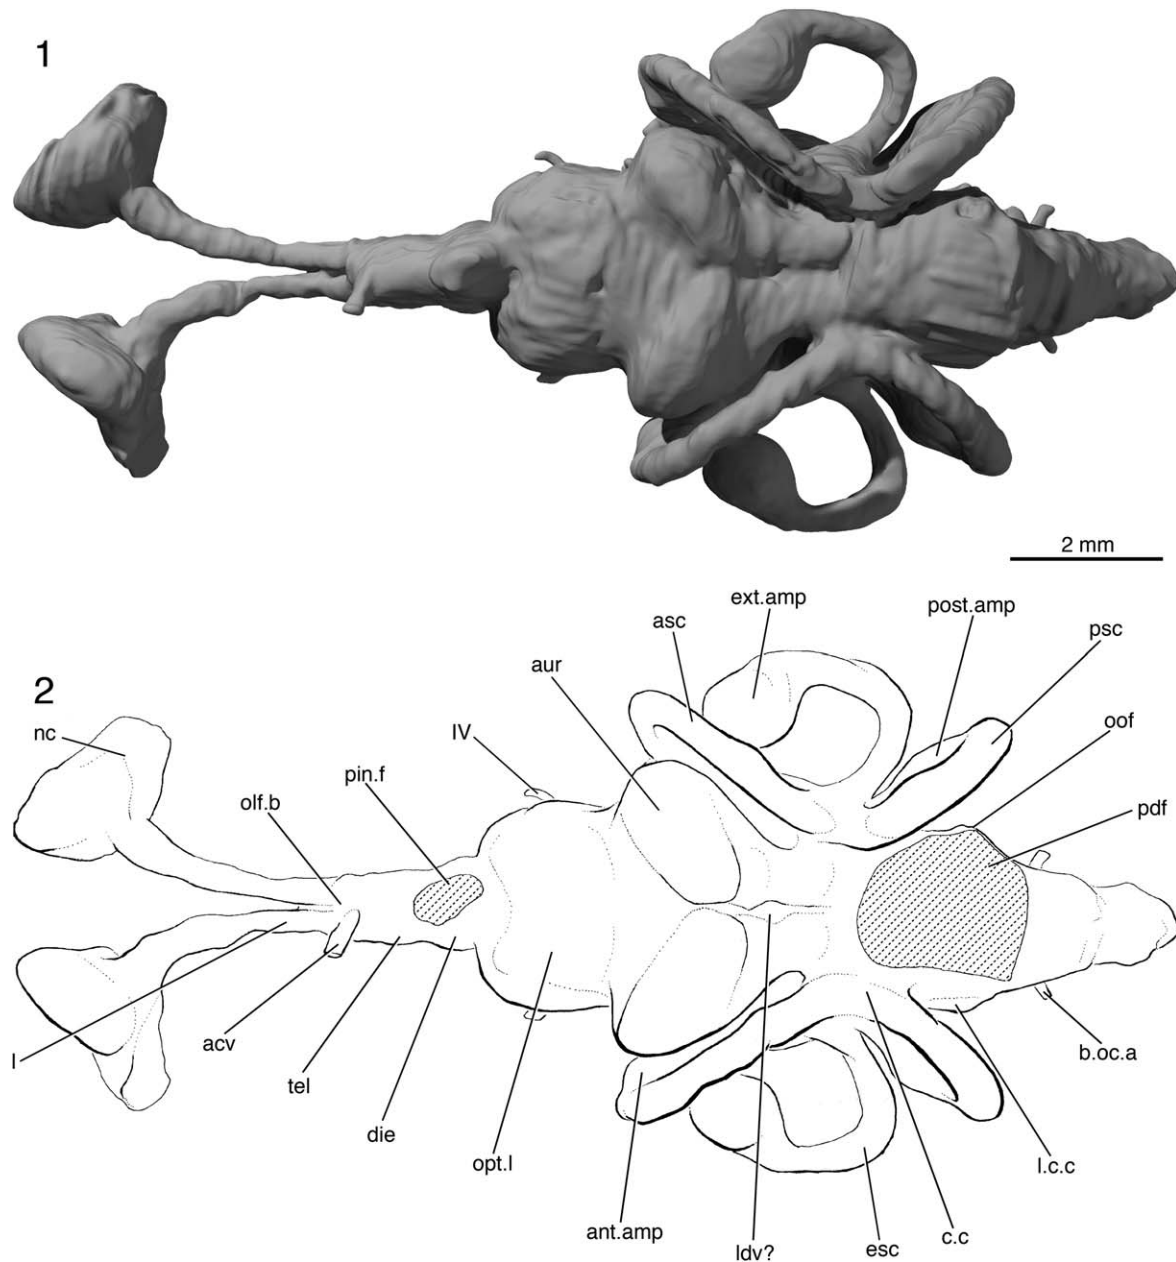 1
2 mm
ext.amp
post.amp
asc
psc
aur
2
oof
nc
IV
pin.f
pdf
olf.b
I
acv
b.oc.a
tel
die
opt.l
l.c.c
ant.amp
ldv?
esc
c.c